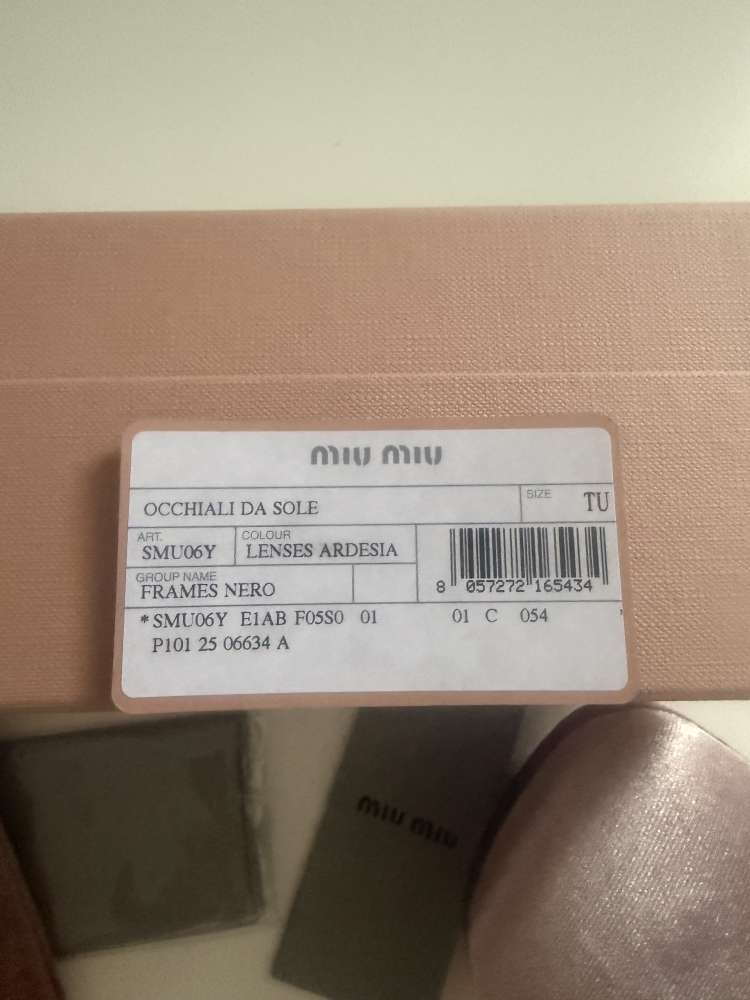 MIU MIU
OCCHIALI DA SOLE
SIZE TU
ART. SMU06Y
COLOUR LENSES ARDESIA
GROUP NAME FRAMES NERO
8 057272 165434
*SMU06Y E1AB F05S0 01 01 C 054 *
P101 25 06634 A
MIU MIU